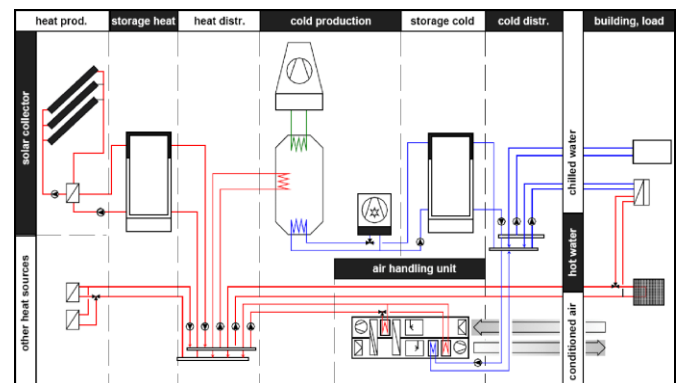 heat prod.
storage heat
heat distr.
cold production
storage cold
cold distr.
building, load
solar collector
other heat sources
air handling unit
chilled water
hot water
conditioned air